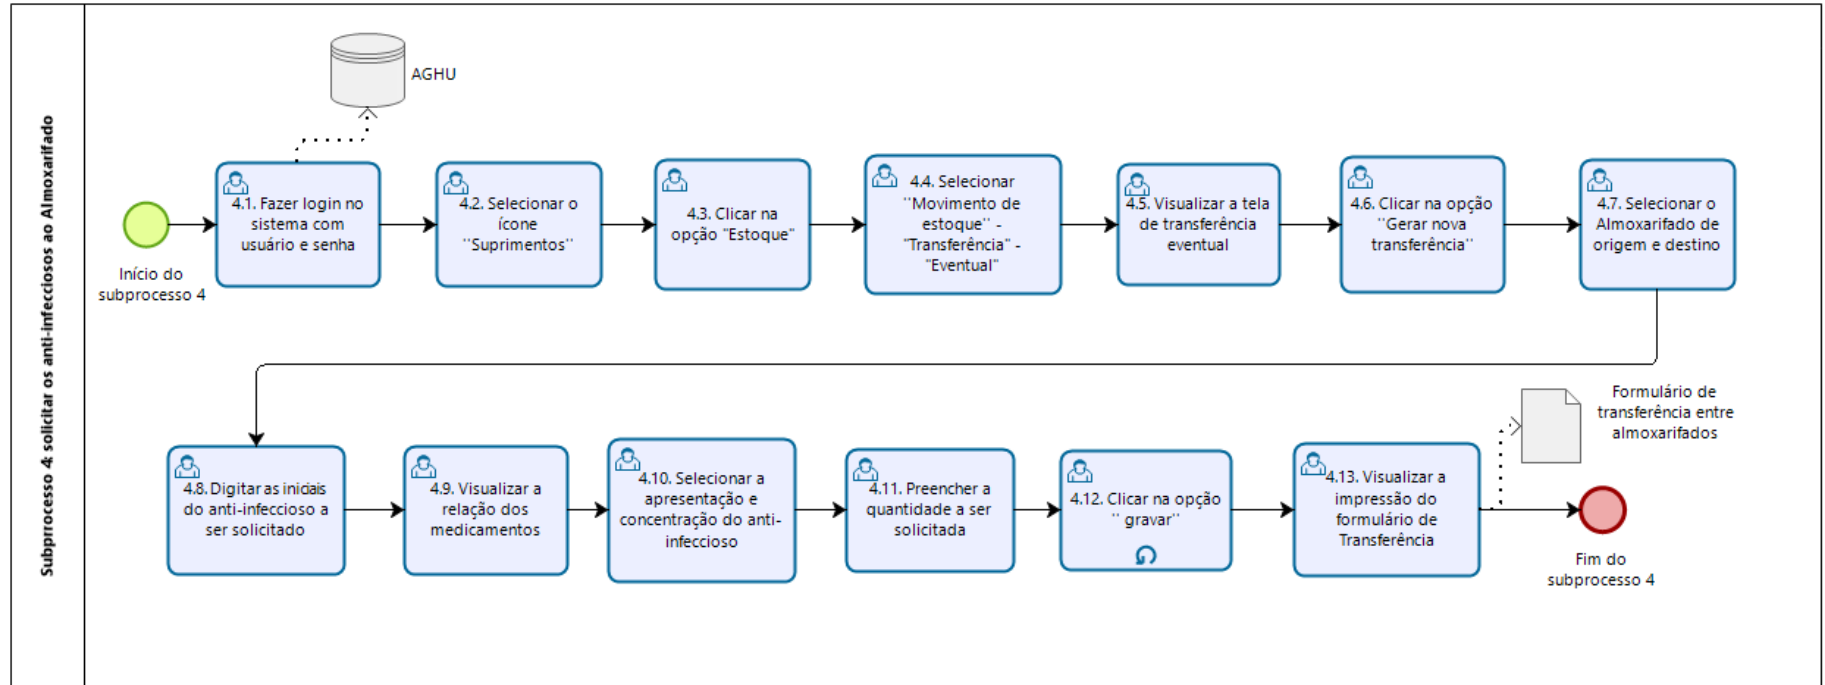 Subprocesso 4: solicitar os anti-infecciosos ao Almoxarifado
AGHU
Início do
subprocesso 4
4.1. Fazer login no
sistema com
usuário e senha
4.2. Selecionar o
ícone
''Suprimentos''
4.3. Clicar na
opção "Estoque"
4.4. Selecionar
''Movimento de
estoque'' -
"Transferência" -
"Eventual"
4.5. Visualizar a tela
de transferência
eventual
4.6. Clicar na opção
''Gerar nova
transferência''
4.7. Selecionar o
Almoxarifado de
origem e destino
4.8. Digitar as iniciais
do anti-infeccioso a
ser solicitado
4.9. Visualizar a
relação dos
medicamentos
4.10. Selecionar a
apresentação e
concentração do anti-
infeccioso
4.11. Preencher a
quantidade a ser
solicitada
4.12. Clicar na opção
'' gravar''
4.13. Visualizar a
impressão do
formulário de
Transferência
Formulário de
transferência entre
almoxarifados
Fim do
subprocesso 4